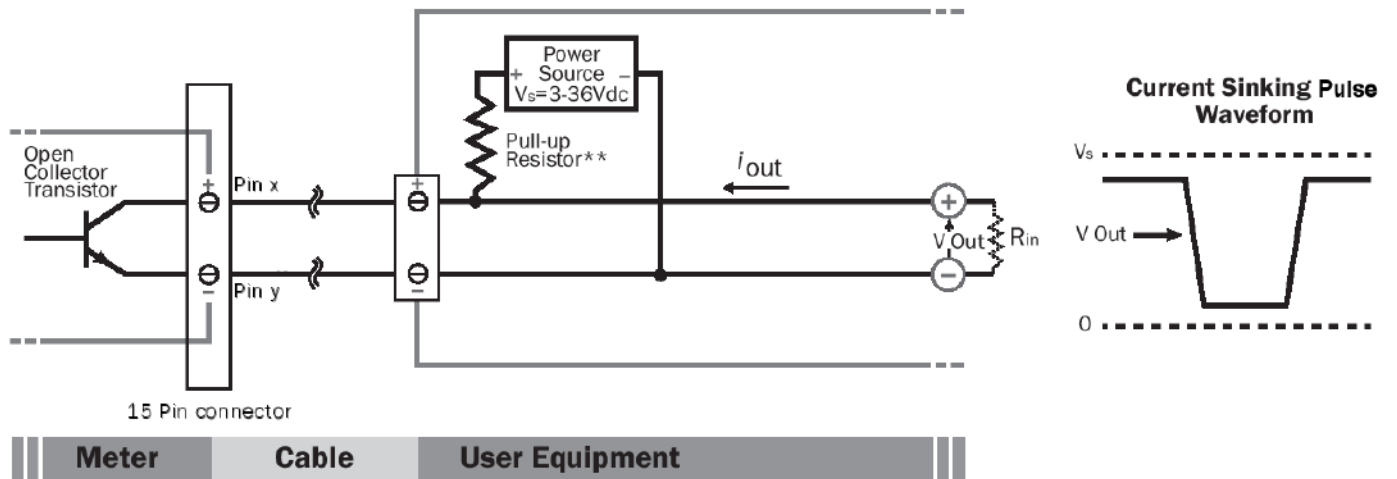 Open
Collector
Transistor
+
Pin x
−
Pin y
15 Pin connector
Power
+ Source −
Vs=3-36Vdc
Pull-up
Resistor**
+
−
iout
+
V Out
−
Rin
Current Sinking Pulse
Waveform
Vs
V Out
0
Meter
Cable
User Equipment